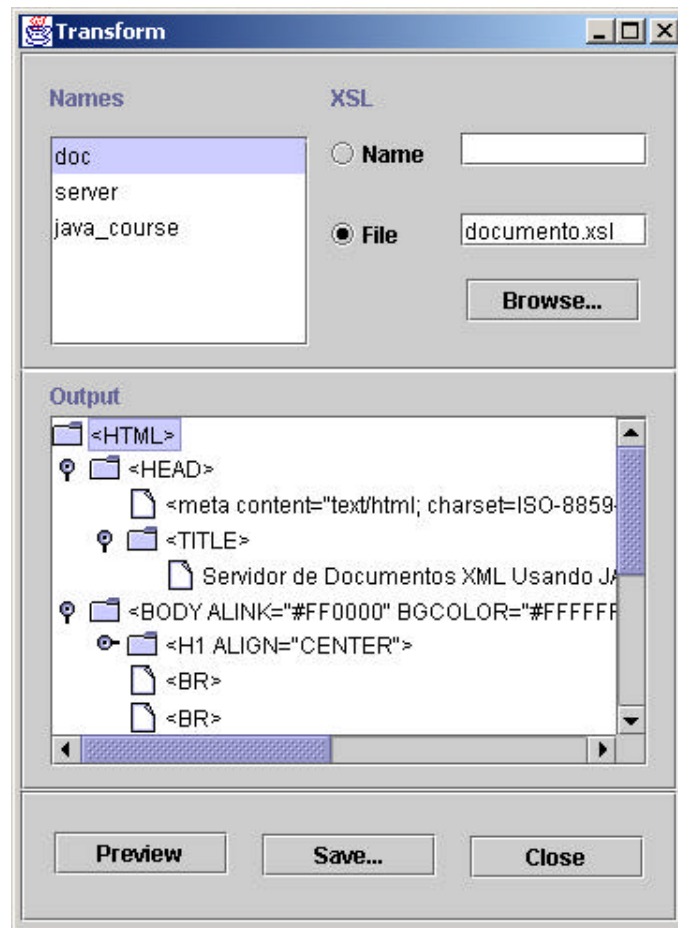 Transform
Names
XSL
doc
server
java_course
Name
File
documento.xsl
Browse...
Output
<HTML>
<HEAD>
<meta content="text/html; charset=ISO-8859-
<TITLE>
Servidor de Documentos XML Usando JA
<BODY ALINK="#FF0000" BGCOLOR="#FFFFFF
<H1 ALIGN="CENTER">
<BR>
<BR>
Preview
Save...
Close